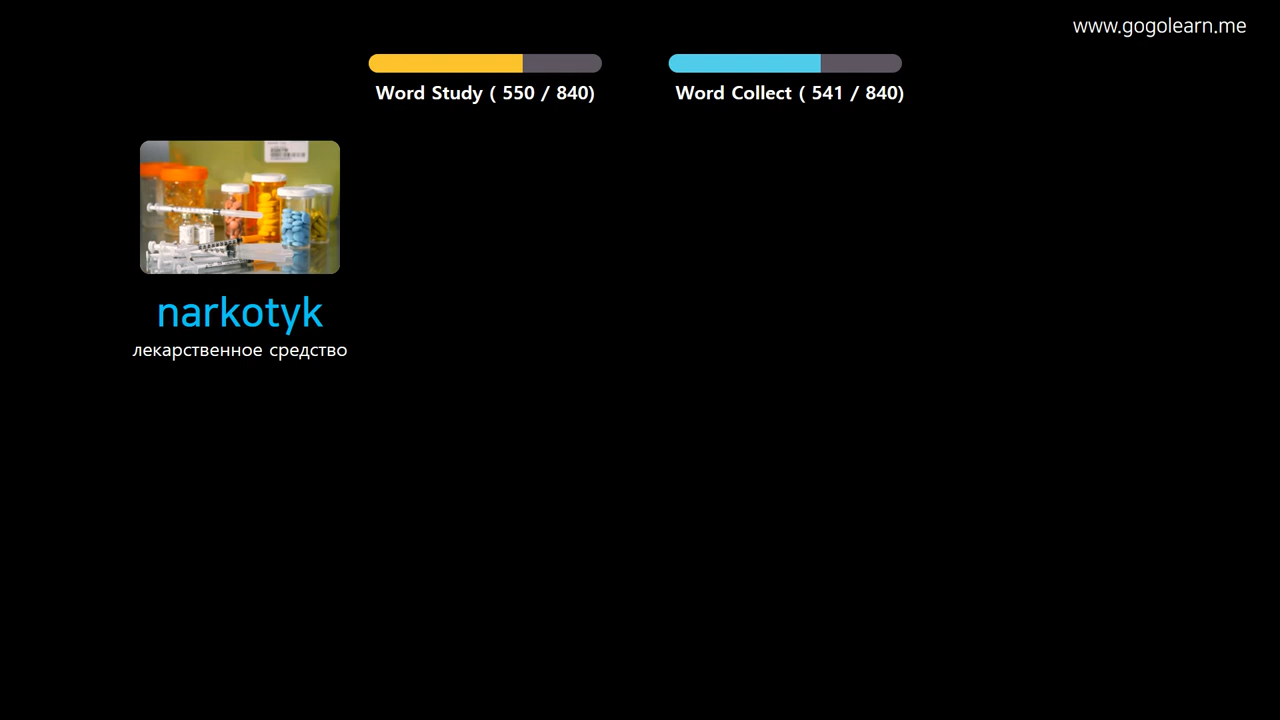 www.gogolearn.me
Word Study ( 550 / 840)
Word Collect ( 541 / 840)
narkotyk
лекарственное средство